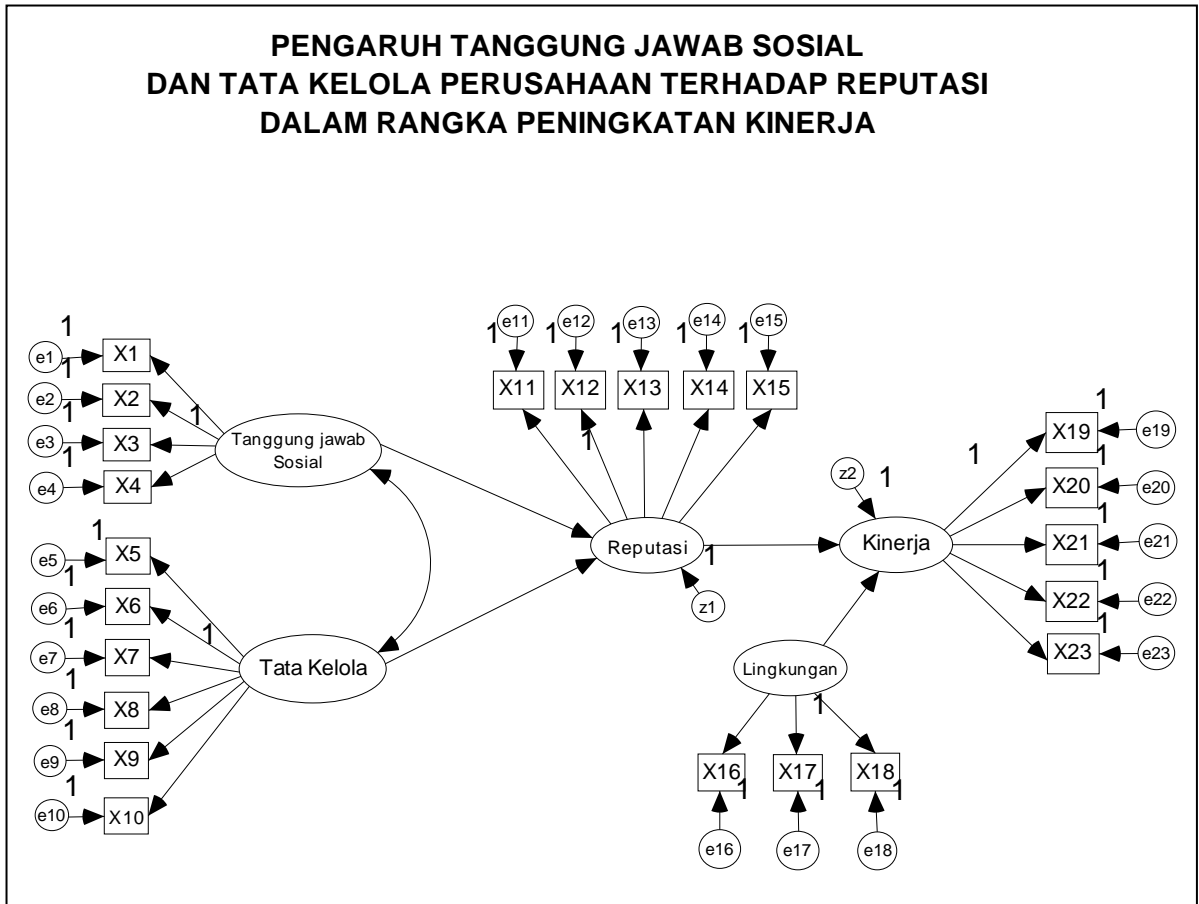 PENGARUH TANGGUNG JAWAB SOSIAL
DAN TATA KELOLA PERUSAHAAN TERHADAP REPUTASI
DALAM RANGKA PENINGKATAN KINERJA
1
e1
X1
1
e2
X2
1
1
e3
X3
1
e4
X4
Tanggung jawab
Sosial
1
e5
X5
1
e6
X6
1
1
e7
X7
1
e8
X8
1
e9
X9
1
e10
X10
Tata Kelola
e11
e12
e13
e14
e15
1
1
1
1
1
X11
X12
X13
X14
X15
1
Reputasi
1
z1
z2
1
Kinerja
1
1
X19
e19
1
X20
e20
1
X21
e21
1
X22
e22
1
X23
e23
Lingkungan
1
X16
X17
X18
1
1
1
e16
e17
e18